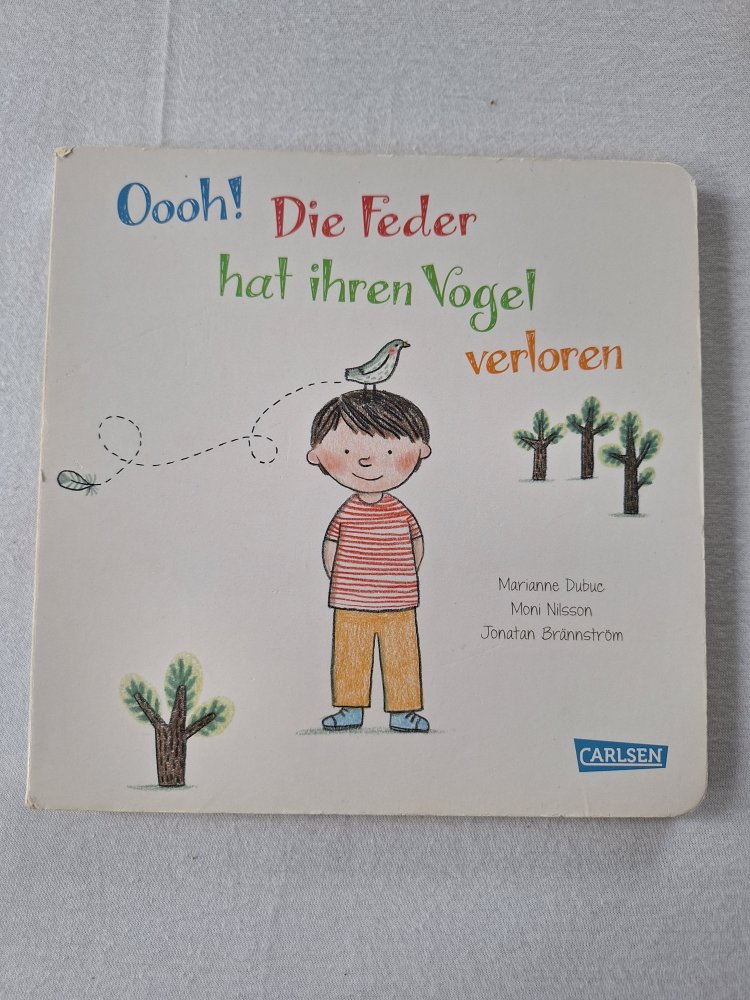 Oooh! Die Feder
hat ihren Vogel
verloren
Marianne Dubuc
Moni Nilsson
Jonatan Brännström
CARLSEN